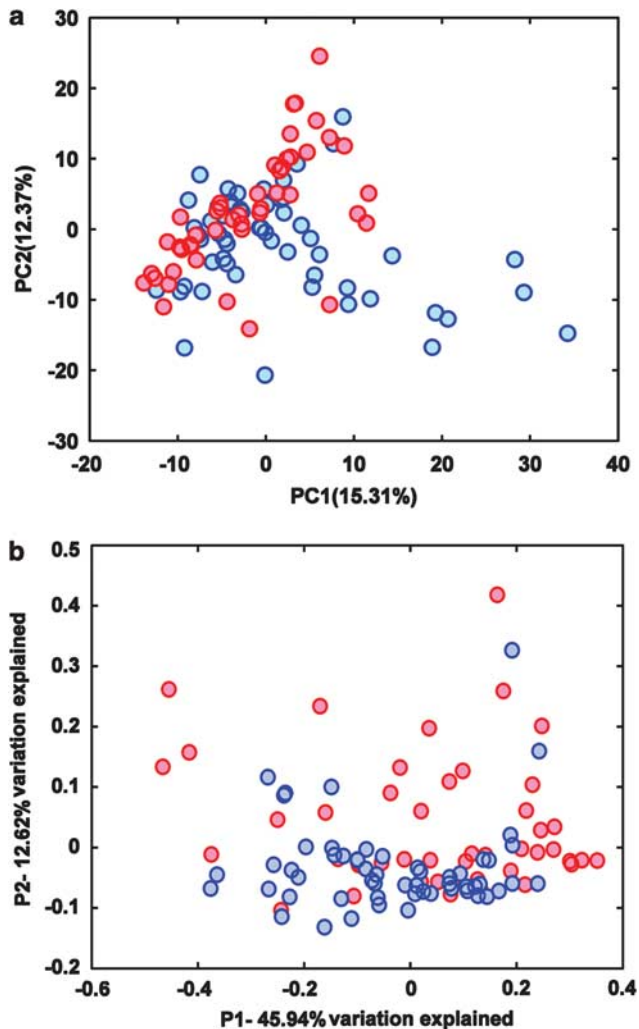 a
30
20
10
0
-10
-20
-30
PC2(12.37%)
-20 -10 0 10 20 30 40
PC1(15.31%)
b
0.5
0.4
0.3
0.2
0.1
0
-0.1
-0.2
P2- 12.62% variation explained
-0.6 -0.4 -0.2 0 0.2 0.4
P1- 45.94% variation explained